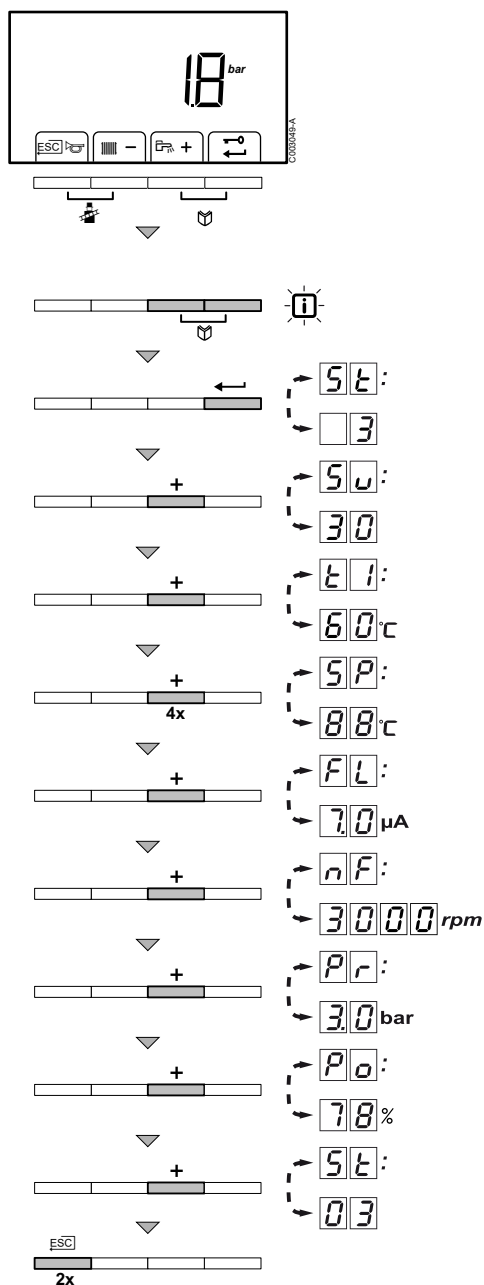 1.8 bar
ESC - +
C003049-A
i
St:
3
+
Su:
30
+
t1:
60 °C
+
4x
SP:
88 °C
+
FL:
7.0 µA
+
nF:
3000 rpm
+
Pr:
3.0 bar
+
Po:
78 %
+
St:
03
ESC
2x